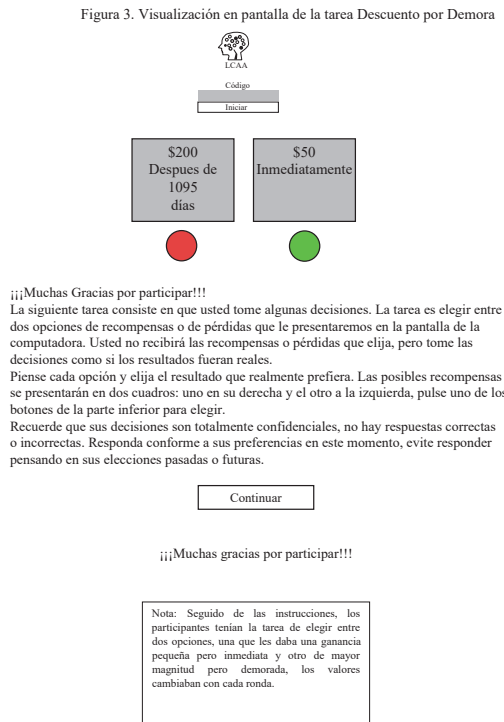 Figura 3. Visualización en pantalla de la tarea Descuento por Demora
LCAA
Código
Iniciar
$200
Despues de
1095
días
$50
Inmediatamente
¡¡¡Muchas Gracias por participar!!!
La siguiente tarea consiste en que usted tome algunas decisiones. La tarea es elegir entre
dos opciones de recompensas o de pérdidas que le presentaremos en la pantalla de la
computadora. Usted no recibirá las recompensas o pérdidas que elija, pero tome las
decisiones como si los resultados fueran reales.
Piense cada opción y elija el resultado que realmente prefiera. Las posibles recompensas
se presentarán en dos cuadros: uno en su derecha y el otro a la izquierda, pulse uno de los
botones de la parte inferior para elegir.
Recuerde que sus decisiones son totalmente confidenciales, no hay respuestas correctas
o incorrectas. Responda conforme a sus preferencias en este momento, evite responder
pensando en sus elecciones pasadas o futuras.
Continuar
¡¡¡Muchas gracias por participar!!!
Nota: Seguido de las instrucciones, los
participantes tenían la tarea de elegir entre
dos opciones, una que les daba una ganancia
pequeña pero inmediata y otro de mayor
magnitud pero demorada, los valores
cambiaban con cada ronda.